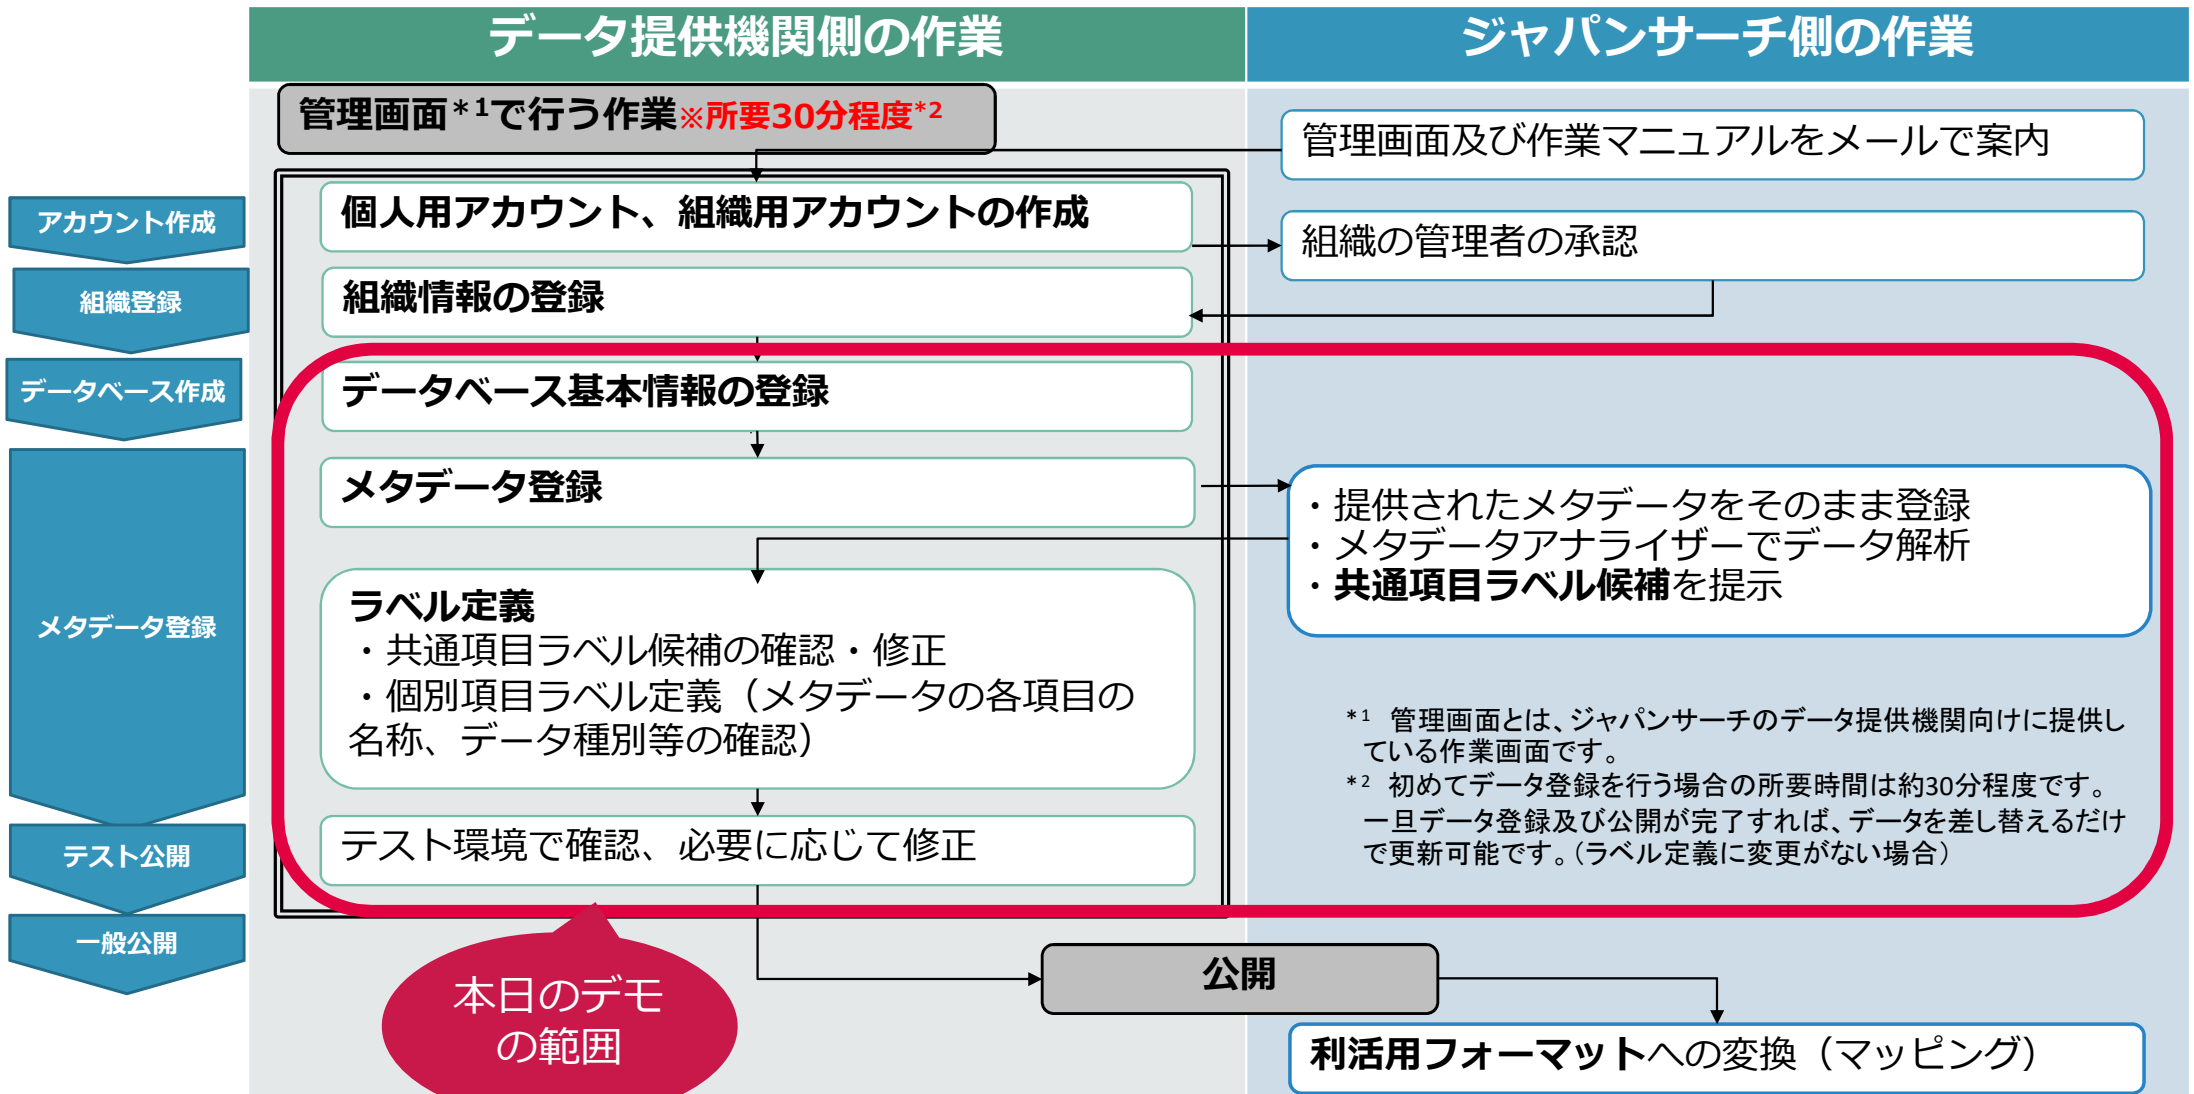 データ提供機関側の作業
ジャパンサーチ側の作業
管理画面*1で行う作業※所要30分程度*2
管理画面及び作業マニュアルをメールで案内
アカウント作成
個人用アカウント、組織用アカウントの作成
組織の管理者の承認
組織登録
組織情報の登録
データベース作成
データベース基本情報の登録
メタデータ登録
メタデータ登録
・提供されたメタデータをそのまま登録
・メタデータアナライザーでデータ解析
・共通項目ラベル候補を提示
ラベル定義
・共通項目ラベル候補の確認・修正
・個別項目ラベル定義（メタデータの各項目の
名称、データ種別等の確認）
*1 管理画面とは、ジャパンサーチのデータ提供機関向けに提供し
ている作業画面です。
*2 初めてデータ登録を行う場合の所要時間は約30分程度です。
一旦データ登録及び公開が完了すれば、データを差し替えるだけ
で更新可能です。（ラベル定義に変更がない場合）
テスト公開
テスト環境で確認、必要に応じて修正
一般公開
本日のデモ
の範囲
公開
利活用フォーマットへの変換（マッピング）